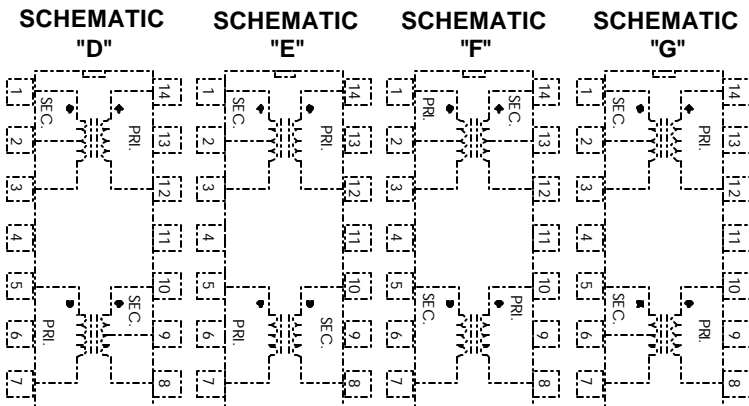 SCHEMATIC "D"
1
14
SEC.
PRI.
2
13
3
12
4
11
5
10
SEC.
PRI.
6
9
7
8
SCHEMATIC "E"
1
14
SEC.
PRI.
2
13
3
12
4
11
5
10
PRI.
SEC.
6
9
7
8
SCHEMATIC "F"
1
14
PRI.
SEC.
2
13
3
12
4
11
5
10
SEC.
PRI.
6
9
7
8
SCHEMATIC "G"
1
14
SEC.
PRI.
2
13
3
12
4
11
5
10
SEC.
PRI.
6
9
7
8